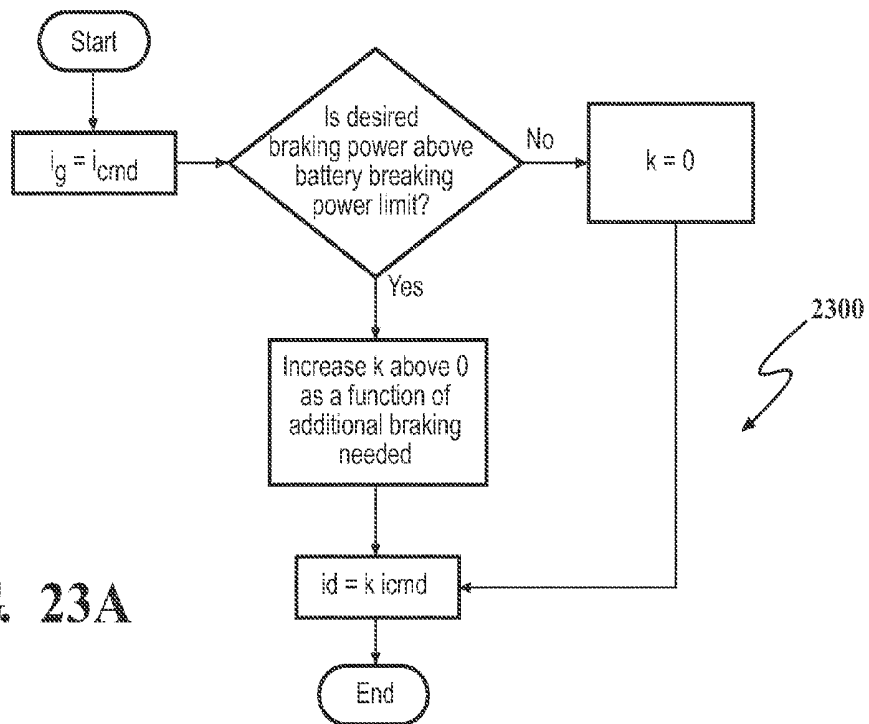 Start
i_g = i_cmd
Is desired
braking power above
battery breaking
power limit?
No
k = 0
Yes
2300
Increase k above 0
as a function of
additional braking
needed
id = k icmd
23A
End